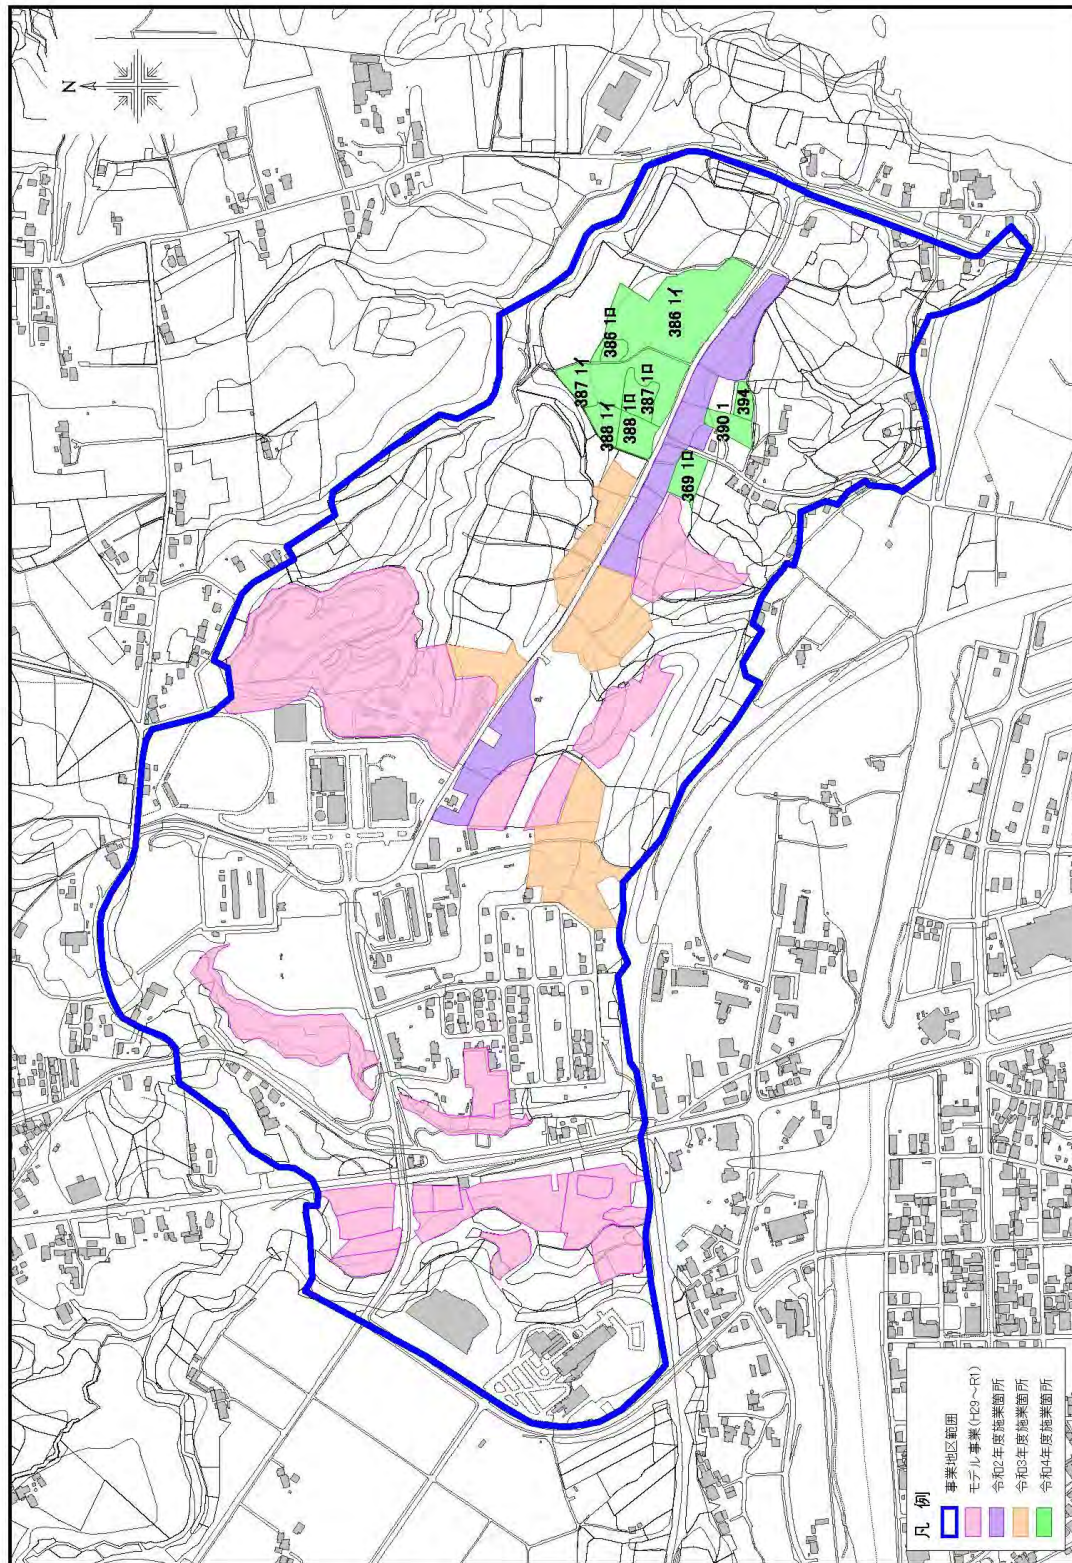 N
387 1イ
386 1ロ
386 1イ
388 1イ
388 1ロ
387 1ロ
369 1ロ
390 1
394
凡 例
事業地区範囲
モデル事業(H29～R1)
令和2年度施業箇所
令和3年度施業箇所
令和4年度施業箇所